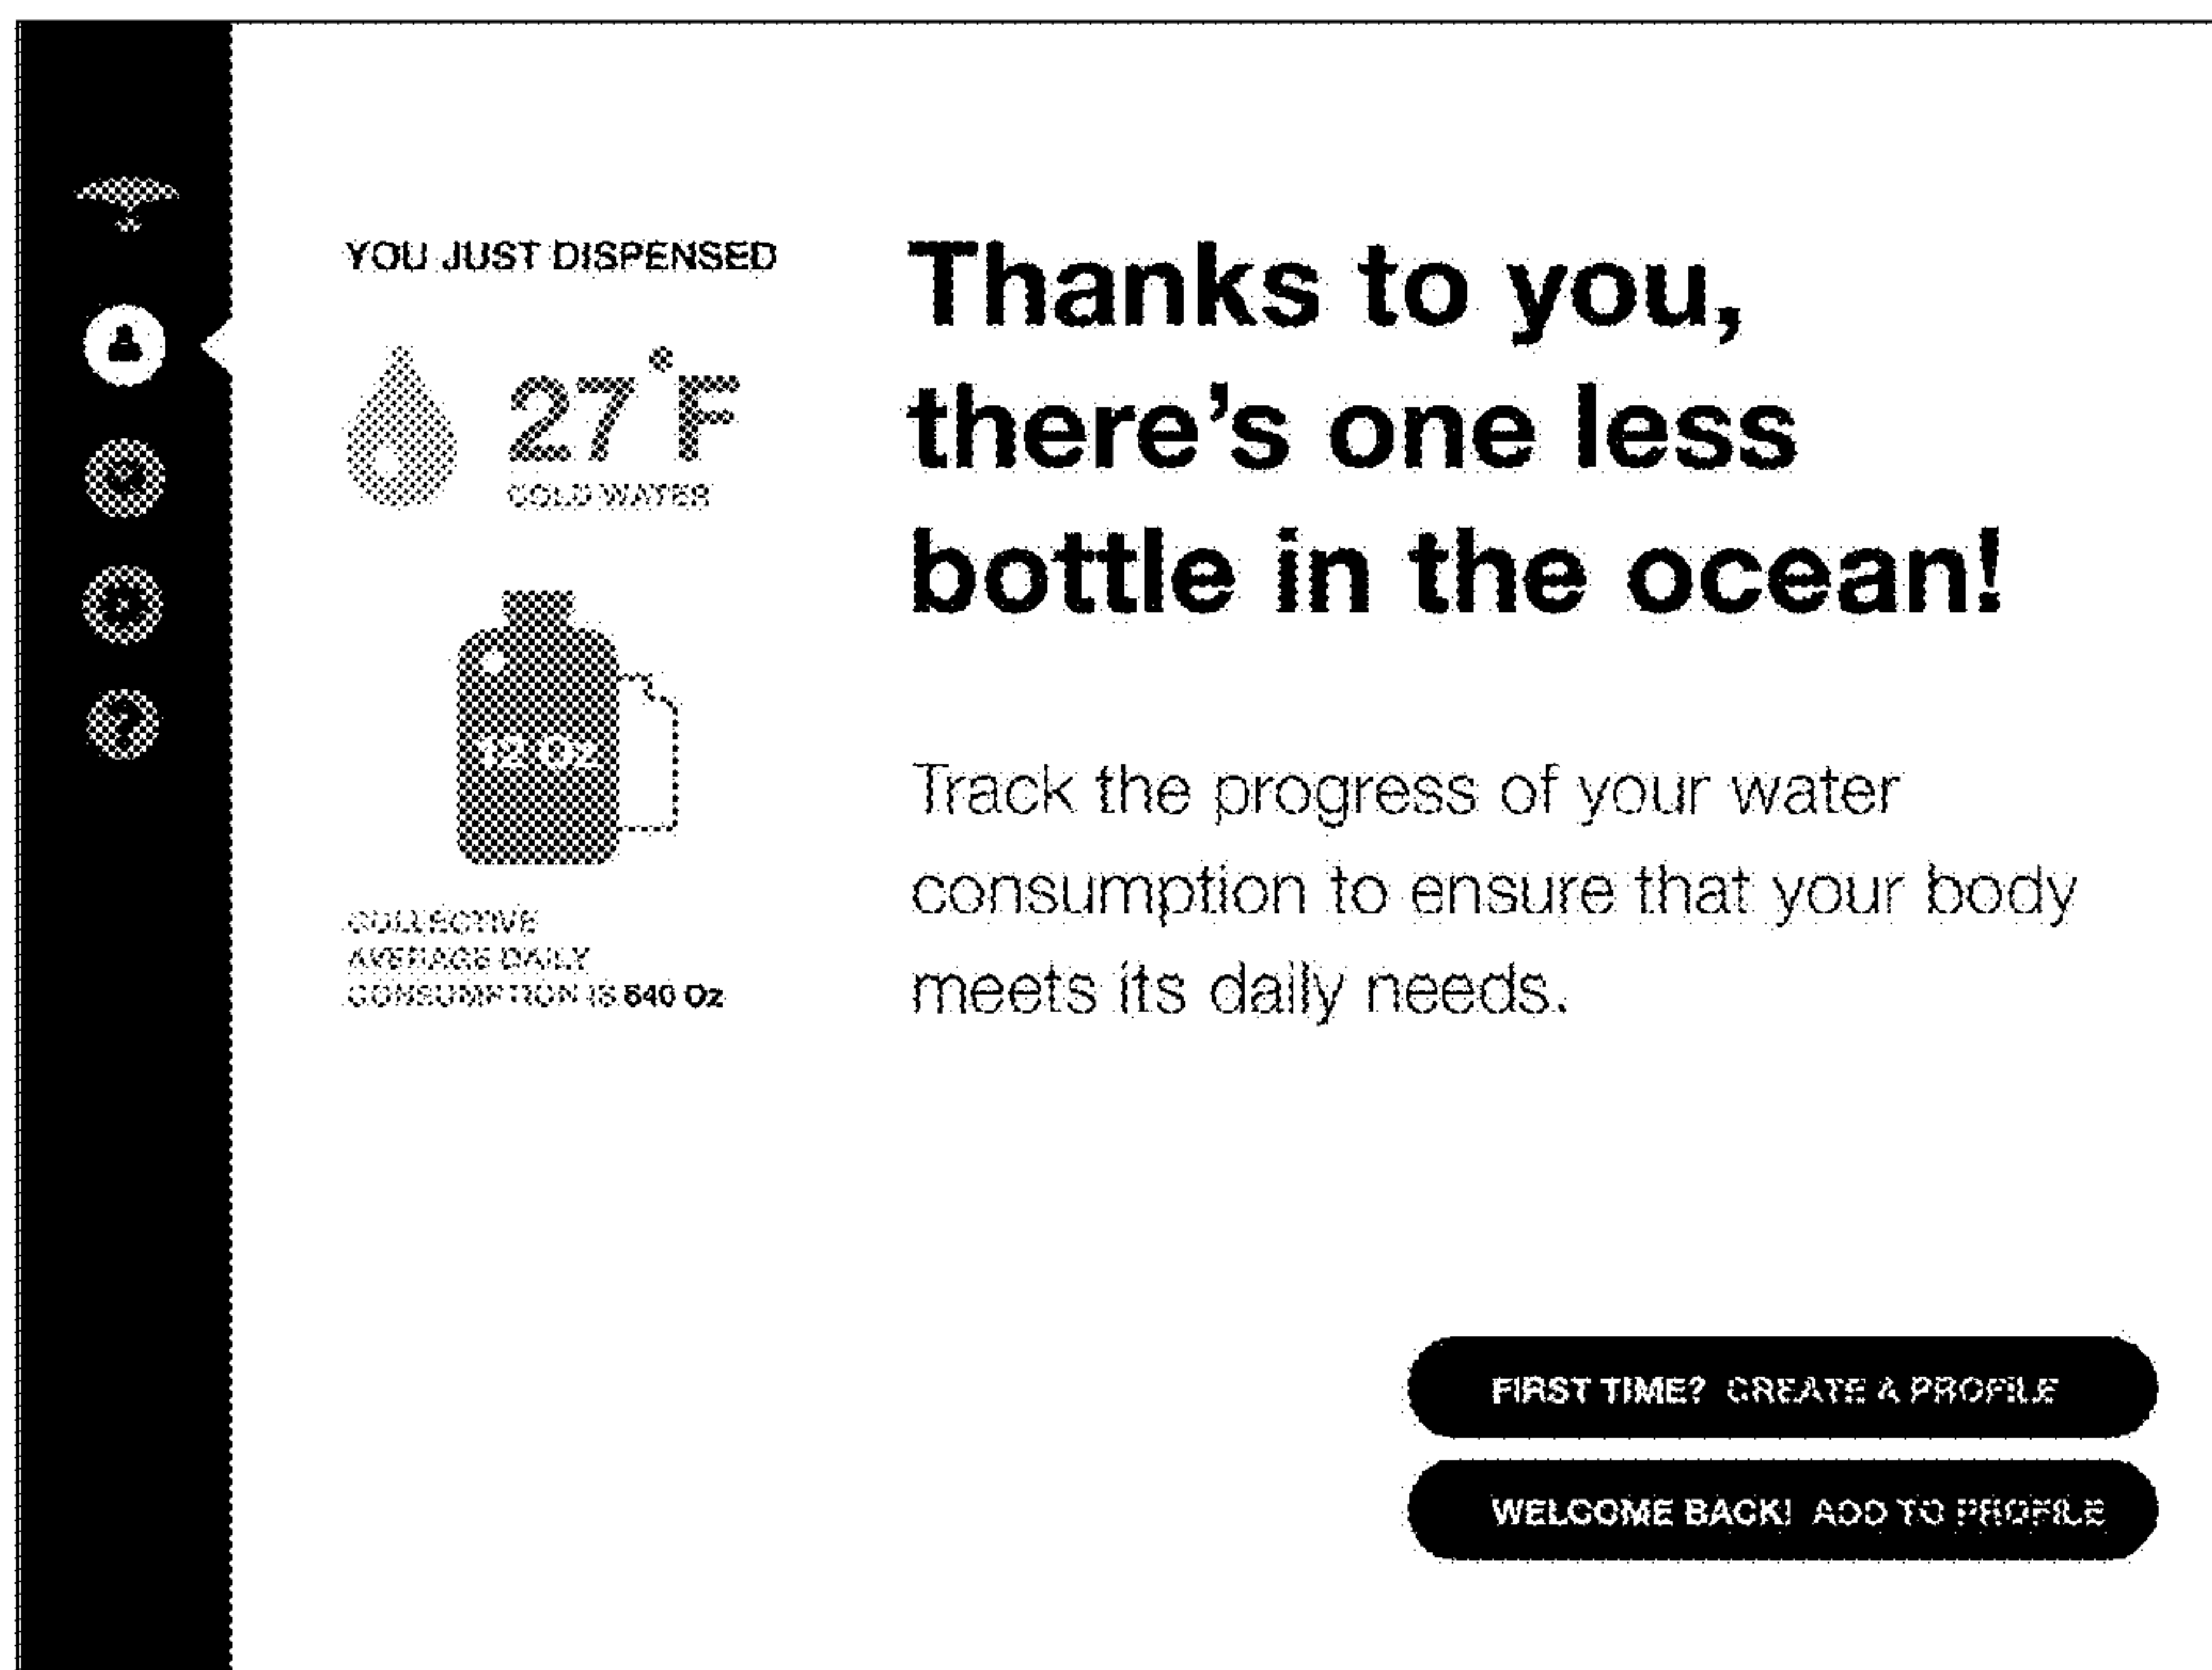 YOU JUST DISPENSED
27°F
COLD WATER
12 Oz
COLLECTIVE
AVERAGE DAILY
CONSUMPTION IS 640 Oz
Thanks to you,
there’s one less
bottle in the ocean!
Track the progress of your water
consumption to ensure that your body
meets its daily needs.
FIRST TIME? CREATE A PROFILE
WELCOME BACK! ADD TO PROFILE
?